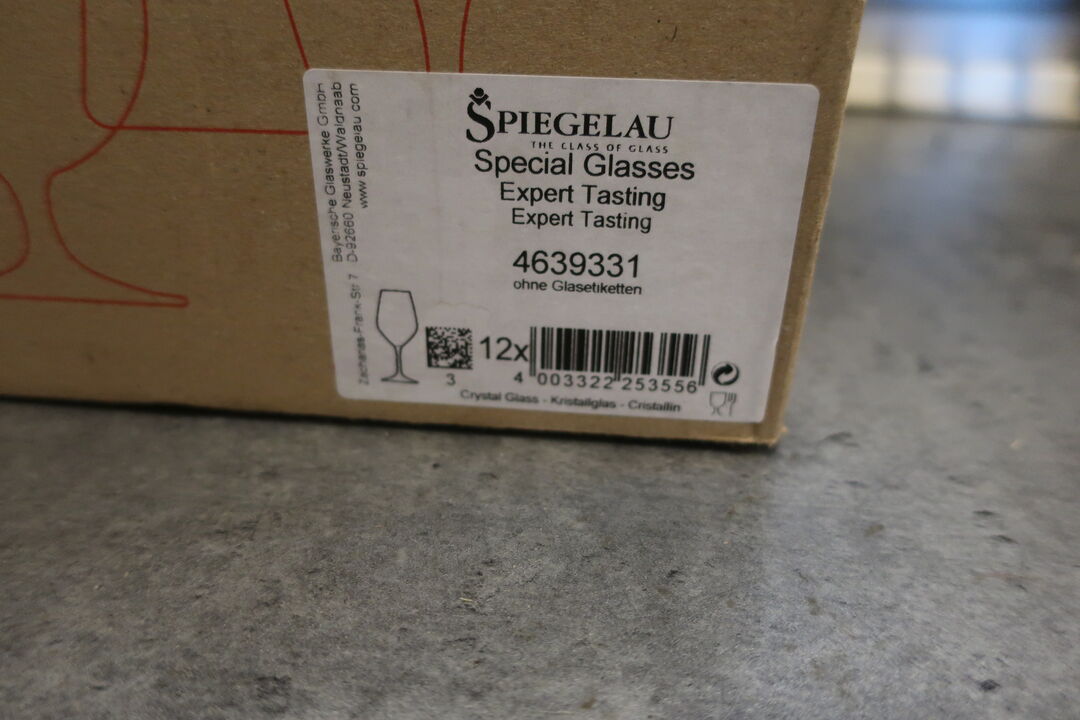 SPIEGELAU
THE CLASS OF GLASS
Special Glasses
Expert Tasting
Expert Tasting
4639331
ohne Glasetiketten
Bayerische Glaswerke GmbH
Zacharias-Frank-Str 7 D-92660 Neustadt/Waldnaab
www.spiegelau.com
3
12x
4 003322 253556
Crystal Glass - Kristallglas - Cristallin